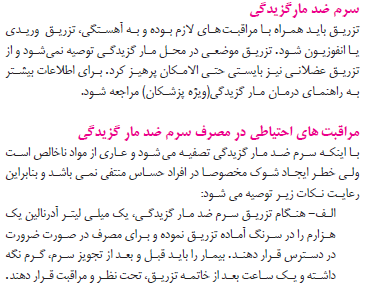 سرم ضد مارگزیدگی
تزریق باید همراه با مراقبت‌های لازم بوده و به آهستگی، تزریق وریدی
یا انفوزیون شود. تزریق موضعی در محل مار گزیدگی توصیه نمی‌شود و از
تزریق عضلانی نیز بایستی حتی الامکان پرهیز کرد. برای اطلاعات بیشتر
به راهنمای درمان مار گزیدگی(ویژه پزشکان) مراجعه شود.
مراقبت های احتیاطی در مصرف سرم ضد مار گزیدگی
با اینکه سرم ضد مار گزیدگی تصفیه می‌شود و عاری از مواد ناخالص است
ولی خطر ایجاد شوک مخصوصا در افراد حساس منتفی نمی باشد و بنابراین
رعایت نکات زیر توصیه می شود:
الف- هنگام تزریق سرم ضد مار گزیدگی، یک میلی لیتر آدرنالین یک
هزارم را در سرنگ آماده تزریق نموده و برای مصرف در صورت ضرورت
در دسترس قرار دهند. بیمار را باید قبل و بعد از تجویز سرم، گرم نگه
داشته و یک ساعت بعد از خاتمه تزریق، تحت نظر و مراقبت قرار دهند.